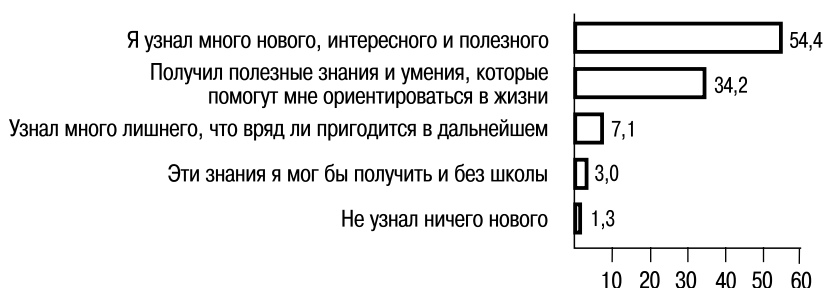 Я узнал много нового, интересного и полезного 54,4
Получил полезные знания и умения, которые
помогут мне ориентироваться в жизни 34,2
Узнал много лишнего, что вряд ли пригодится в дальнейшем 7,1
Эти знания я мог бы получить и без школы 3,0
Не узнал ничего нового 1,3
10 20 30 40 50 60